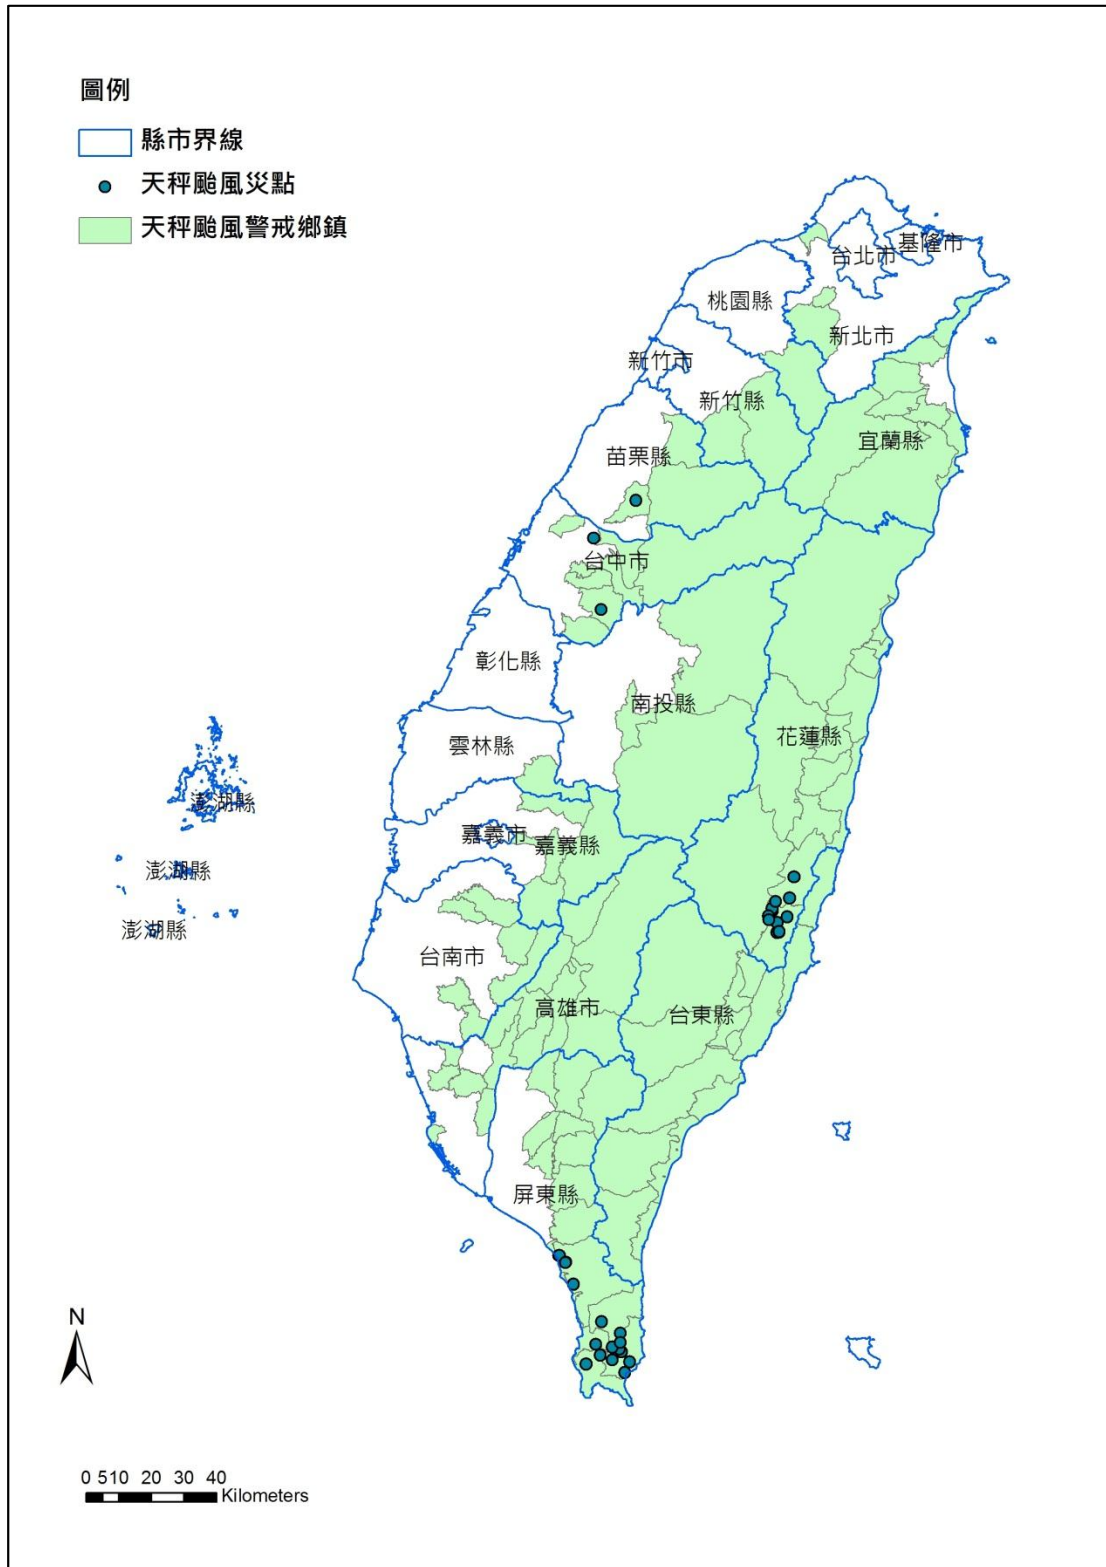 圖例
縣市界線
天秤颱風災點
天秤颱風警戒鄉鎮
基隆市
台北市
桃園縣
新北市
新竹市
新竹縣
宜蘭縣
苗栗縣
台中市
彰化縣
南投縣
花蓮縣
雲林縣
澎湖縣
嘉義市
嘉義縣
澎湖縣
澎湖縣
台南市
高雄市
台東縣
屏東縣
N
0 510 20 30 40
Kilometers